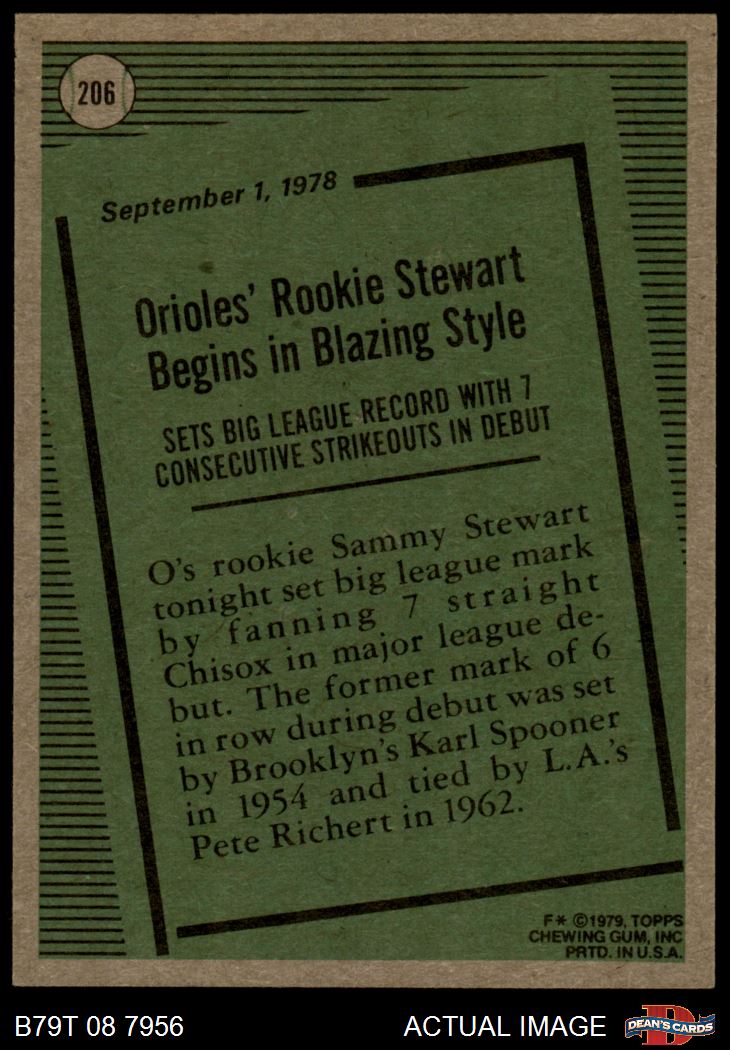 206
September 1, 1978
Orioles' Rookie Stewart
Begins in Blazing Style
SETS BIG LEAGUE RECORD WITH 7
CONSECUTIVE STRIKEOUTS IN DEBUT
O's rookie Sammy Stewart
tonight set big league mark
by fanning 7 straight
Chisox in major league de-
but. The former mark of 6
in row during debut was set
by Brooklyn's Karl Spooner
in 1954 and tied by L.A.'s
Pete Richert in 1962.
F* ©1979, TOPPS
CHEWING GUM, INC
PRTD. IN U.S.A.
B79T 08 7956
ACTUAL IMAGE
D
DEAN'S CARDS